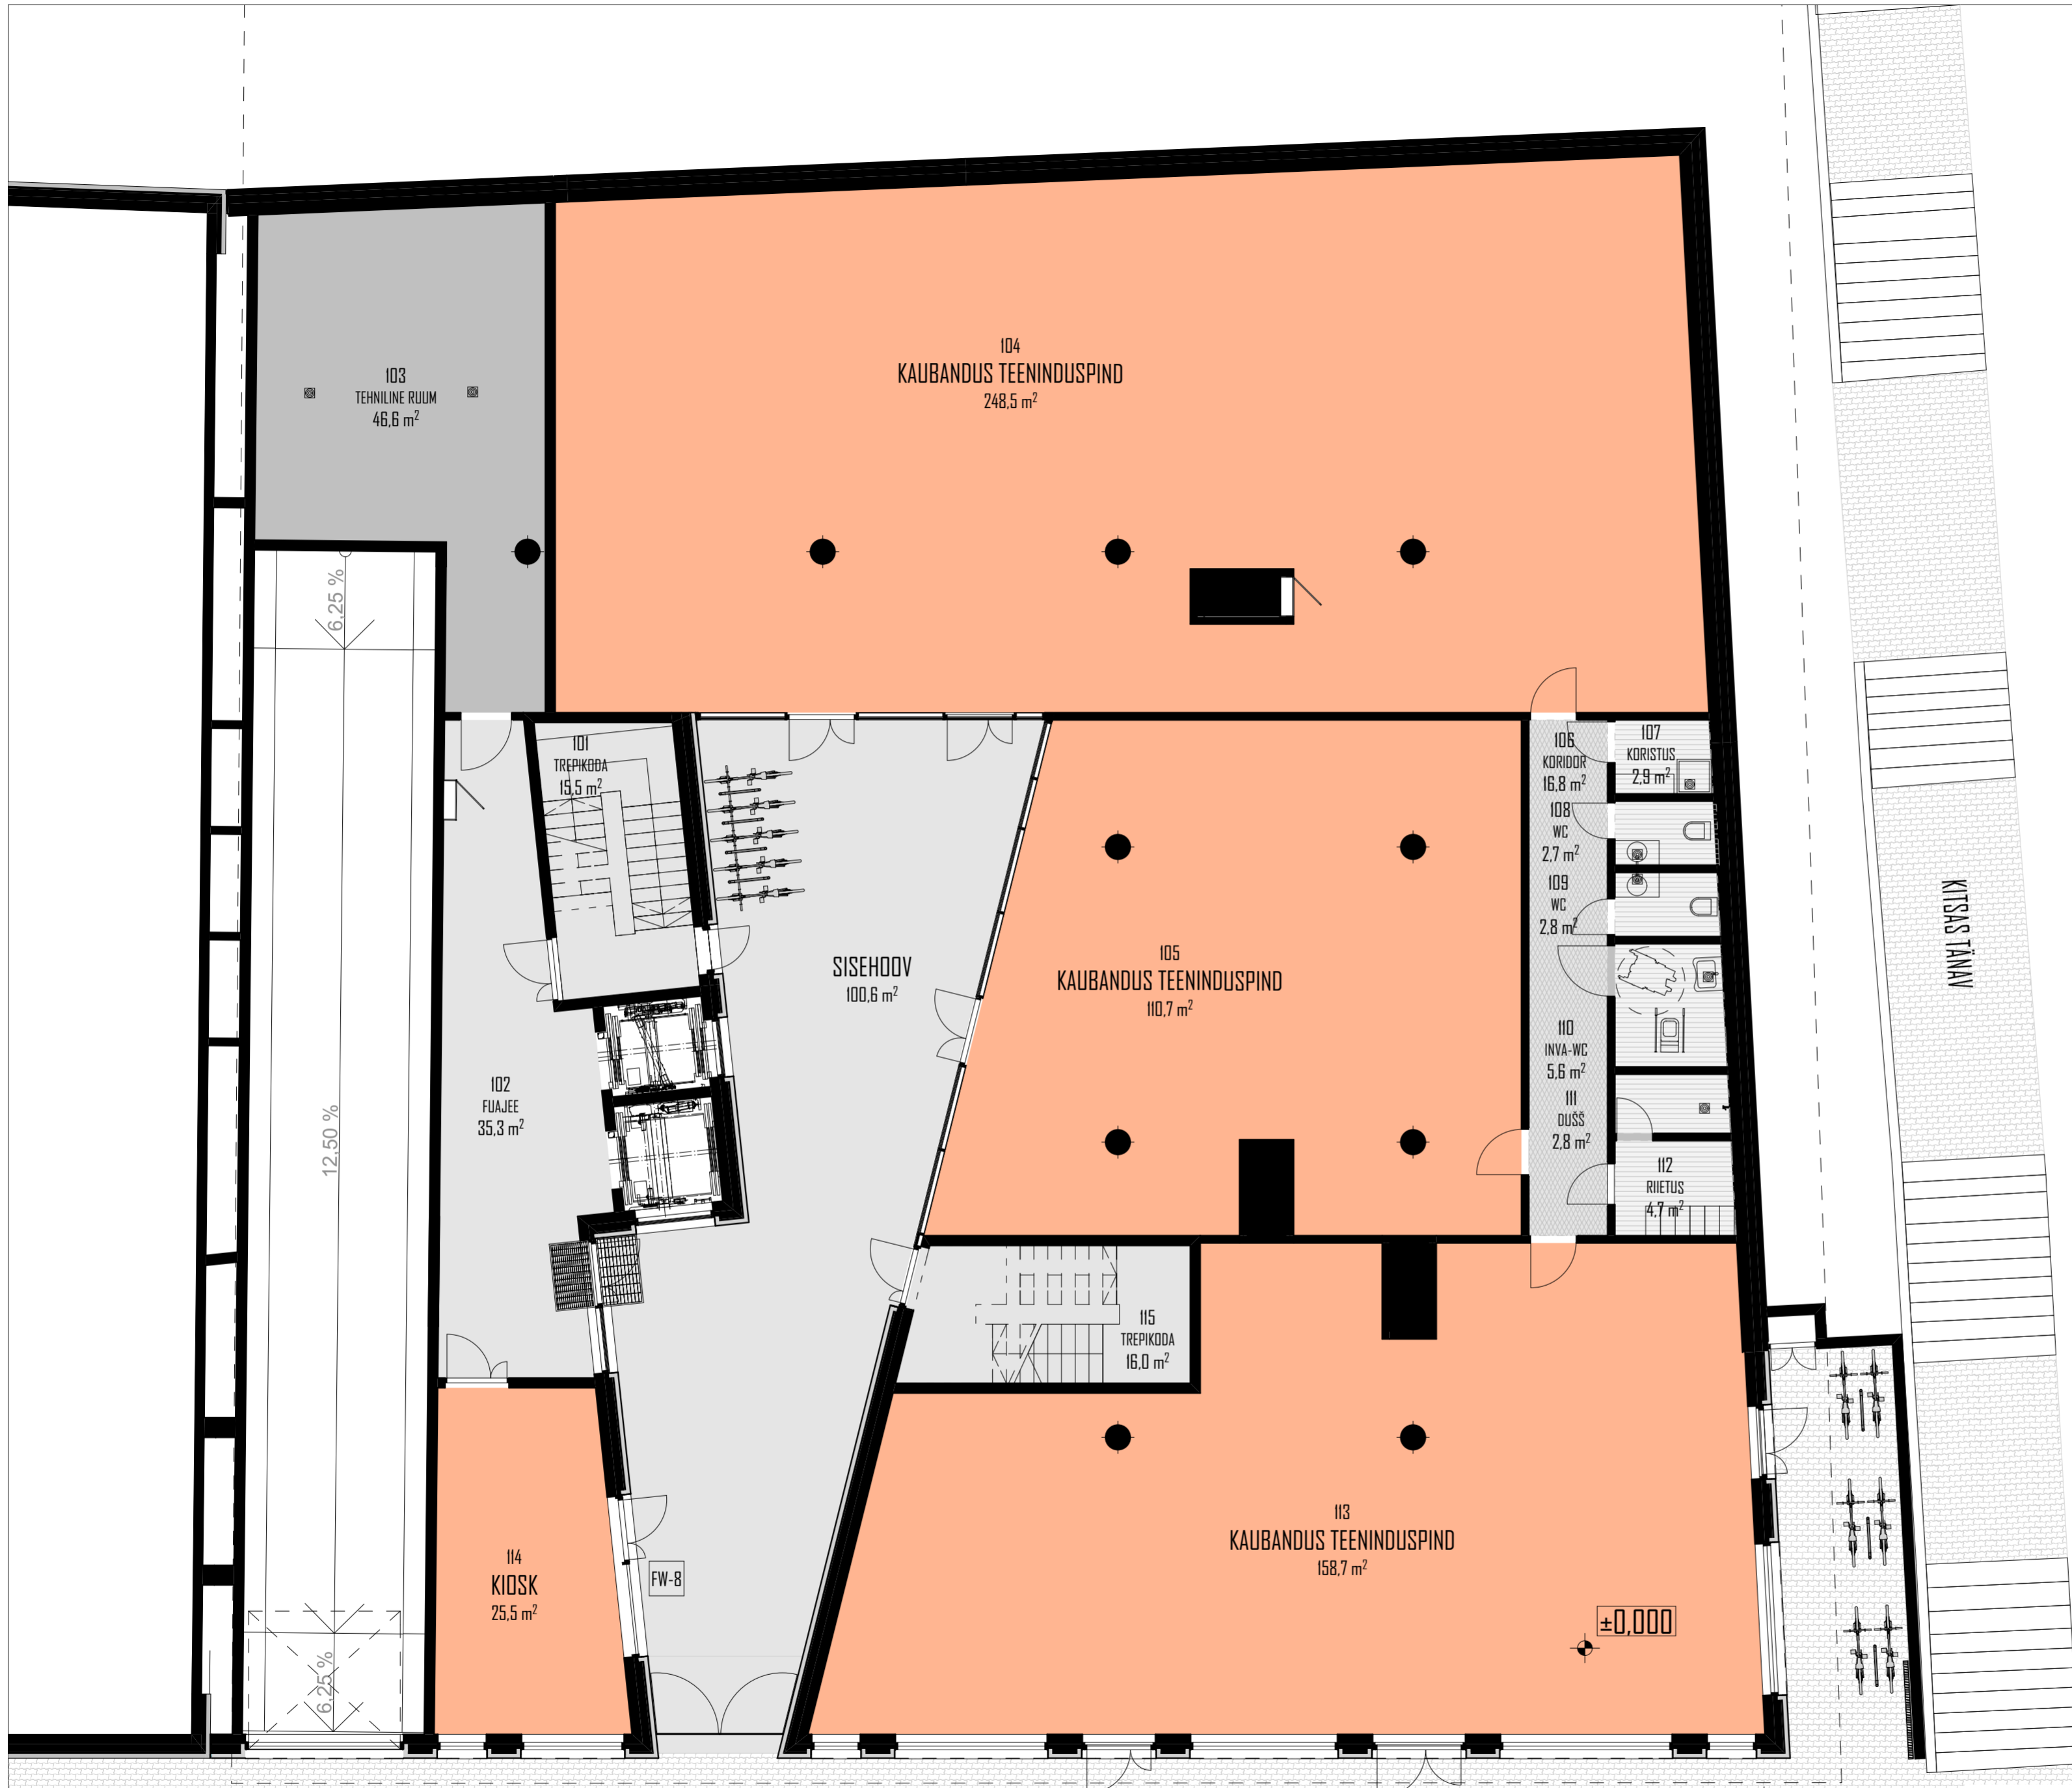 104
KAUBANDUS TEENINDUSPIND
248,5 m²
103
TEHNILINE RUUM
46,6 m²
6,25 %
101
TREPIKODA
15,5 m²
106
KORIDOR
16,8 m²
107
KORISTUS
2,9 m²
108
WC
2,7 m²
109
WC
2,8 m²
KITSAS TÄNAV
SISEHOOV
100,6 m²
105
KAUBANDUS TEENINDUSPIND
110,7 m²
110
INVA-WC
5,6 m²
111
DUŠŠ
2,8 m²
102
FUAJEE
35,3 m²
12,50 %
112
RIIETUS
4,7 m²
115
TREPIKODA
16,0 m²
113
KAUBANDUS TEENINDUSPIND
158,7 m²
114
KIOSK
25,5 m²
FW-8
±0,000
6,25 %